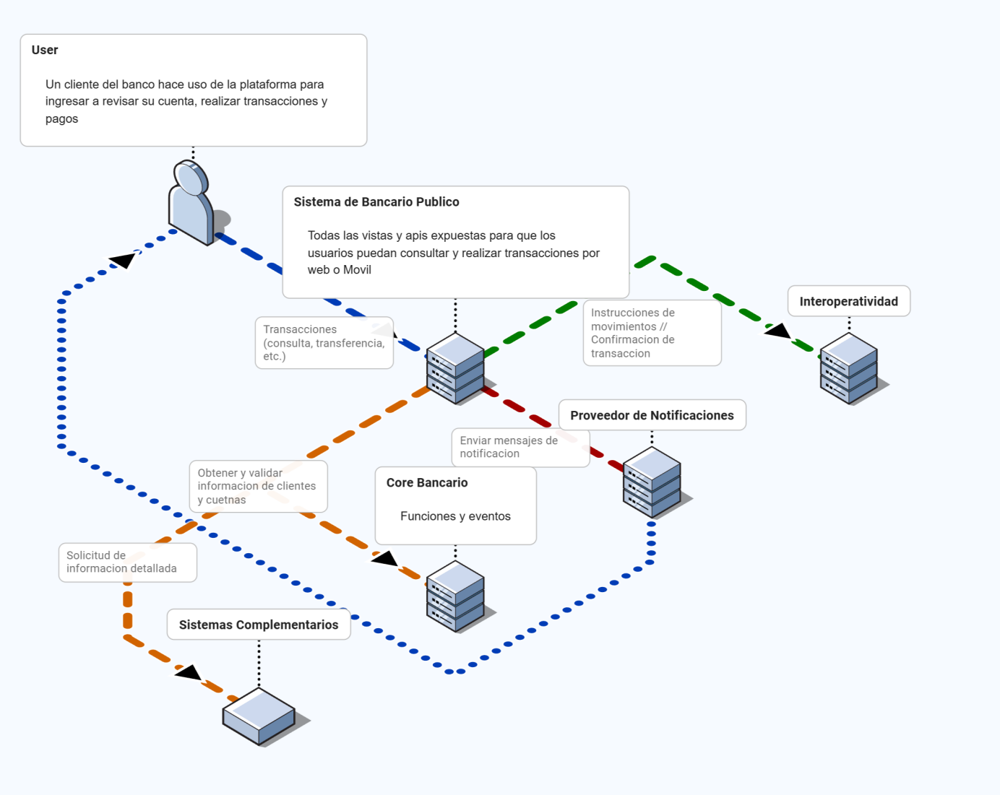 User
Un cliente del banco hace uso de la plataforma para
ingresar a revisar su cuenta, realizar transacciones y
pagos
Sistema de Bancario Publico
Todas las vistas y apis expuestas para que los
usuarios puedan consultar y realizar transacciones por
web o Movil
Transacciones
(consulta, transferencia,
etc.)
Instrucciones de
movimientos //
Confirmacion de
transaccion
Interoperatividad
Proveedor de Notificaciones
Enviar mensajes de
notificacion
Obtener y validar
informacion de clientes
y cuetnas
Core Bancario
Funciones y eventos
Solicitud de
informacion detallada
Sistemas Complementarios